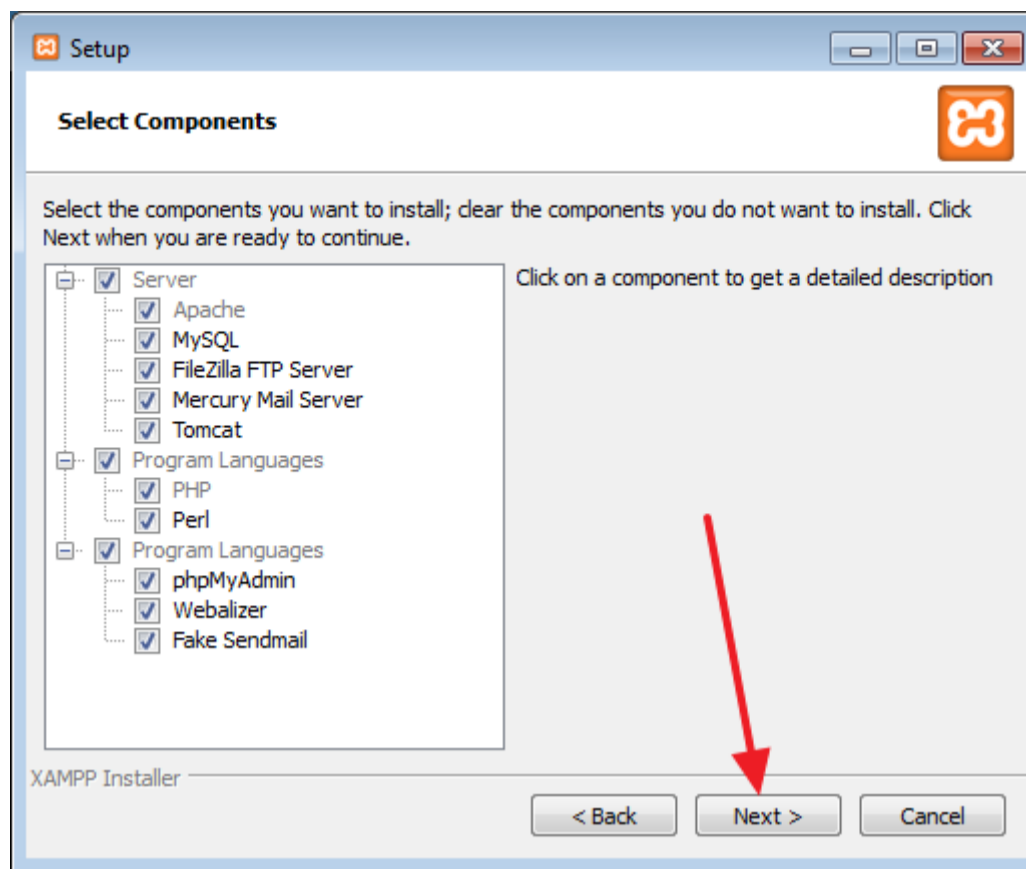 Setup
Select Components
Select the components you want to install; clear the components you do not want to install. Click
Next when you are ready to continue.
Server
Apache
MySQL
FileZilla FTP Server
Mercury Mail Server
Tomcat
Program Languages
PHP
Perl
Program Languages
phpMyAdmin
Webalizer
Fake Sendmail
Click on a component to get a detailed description
XAMPP Installer
< Back
Next >
Cancel